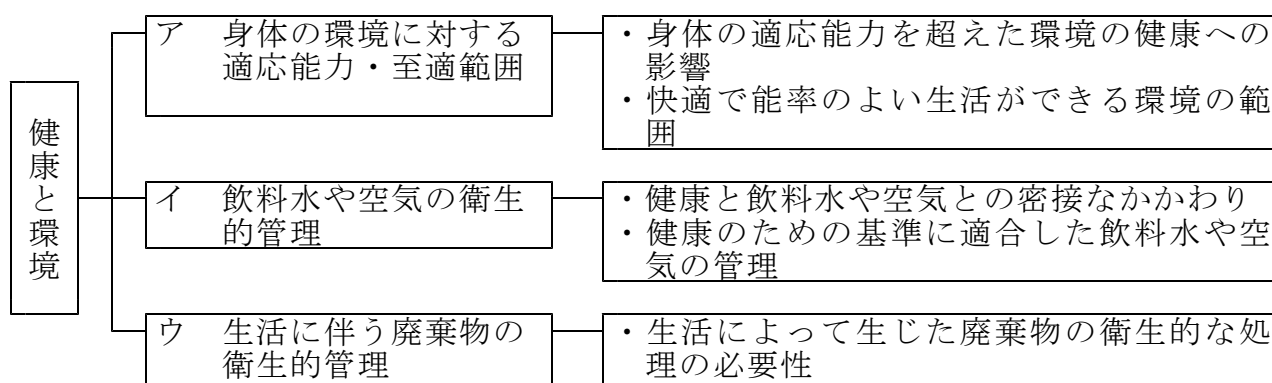 健康と環境
ア 身体の環境に対する
適応能力・至適範囲
・身体の適応能力を超えた環境の健康への
影響
・快適で能率のよい生活ができる環境の範
囲
イ 飲料水や空気の衛生
的管理
・健康と飲料水や空気との密接なかかわり
・健康のための基準に適合した飲料水や空
気の管理
ウ 生活に伴う廃棄物の
衛生的管理
・生活によって生じた廃棄物の衛生的な処
理の必要性